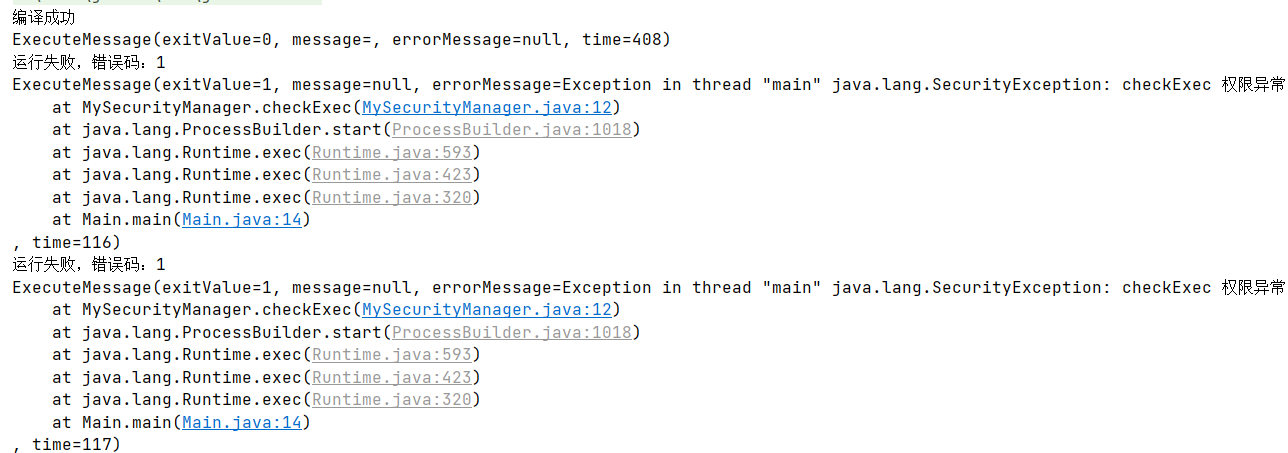 编译成功
ExecuteMessage(exitValue=0, message=, errorMessage=null, time=408)
运行失败，错误码：1
ExecuteMessage(exitValue=1, message=null, errorMessage=Exception in thread "main" java.lang.SecurityException: checkExec 权限异常
    at MySecurityManager.checkExec(MySecurityManager.java:12)
    at java.lang.ProcessBuilder.start(ProcessBuilder.java:1018)
    at java.lang.Runtime.exec(Runtime.java:593)
    at java.lang.Runtime.exec(Runtime.java:423)
    at java.lang.Runtime.exec(Runtime.java:320)
    at Main.main(Main.java:14)
, time=116)
运行失败，错误码：1
ExecuteMessage(exitValue=1, message=null, errorMessage=Exception in thread "main" java.lang.SecurityException: checkExec 权限异常
    at MySecurityManager.checkExec(MySecurityManager.java:12)
    at java.lang.ProcessBuilder.start(ProcessBuilder.java:1018)
    at java.lang.Runtime.exec(Runtime.java:593)
    at java.lang.Runtime.exec(Runtime.java:423)
    at java.lang.Runtime.exec(Runtime.java:320)
    at Main.main(Main.java:14)
, time=117)